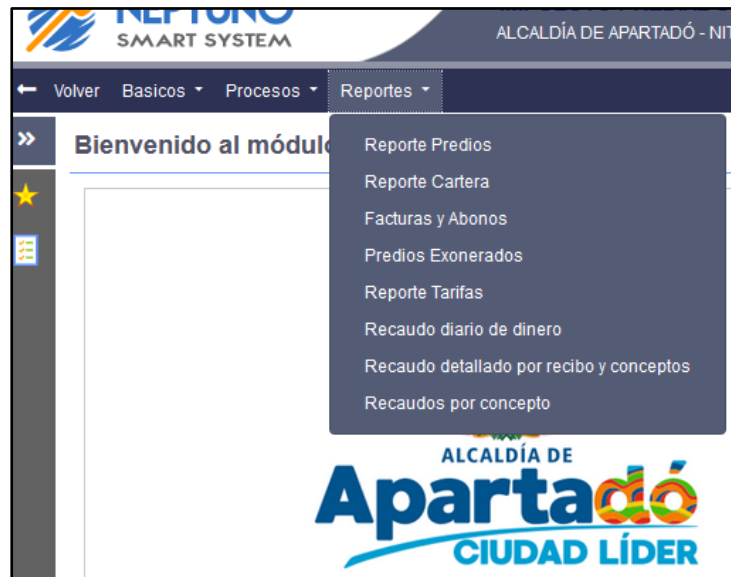 NEPTUNO
SMART SYSTEM
ALCALDÍA DE APARTADÓ - NIT
Volver Basicos Procesos Reportes
Bienvenido al módulo
Reporte Predios
Reporte Cartera
Facturas y Abonos
Predios Exonerados
Reporte Tarifas
Recaudo diario de dinero
Recaudo detallado por recibo y conceptos
Recaudos por concepto
ALCALDÍA DE
Apartadó
CIUDAD LÍDER